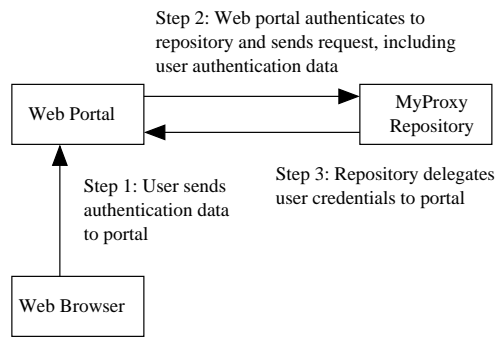 Step 2: Web portal authenticates to
repository and sends request, including
user authentication data
Web Portal
MyProxy
Repository
Step 1: User sends
authentication data
to portal
Step 3: Repository delegates
user credentials to portal
Web Browser